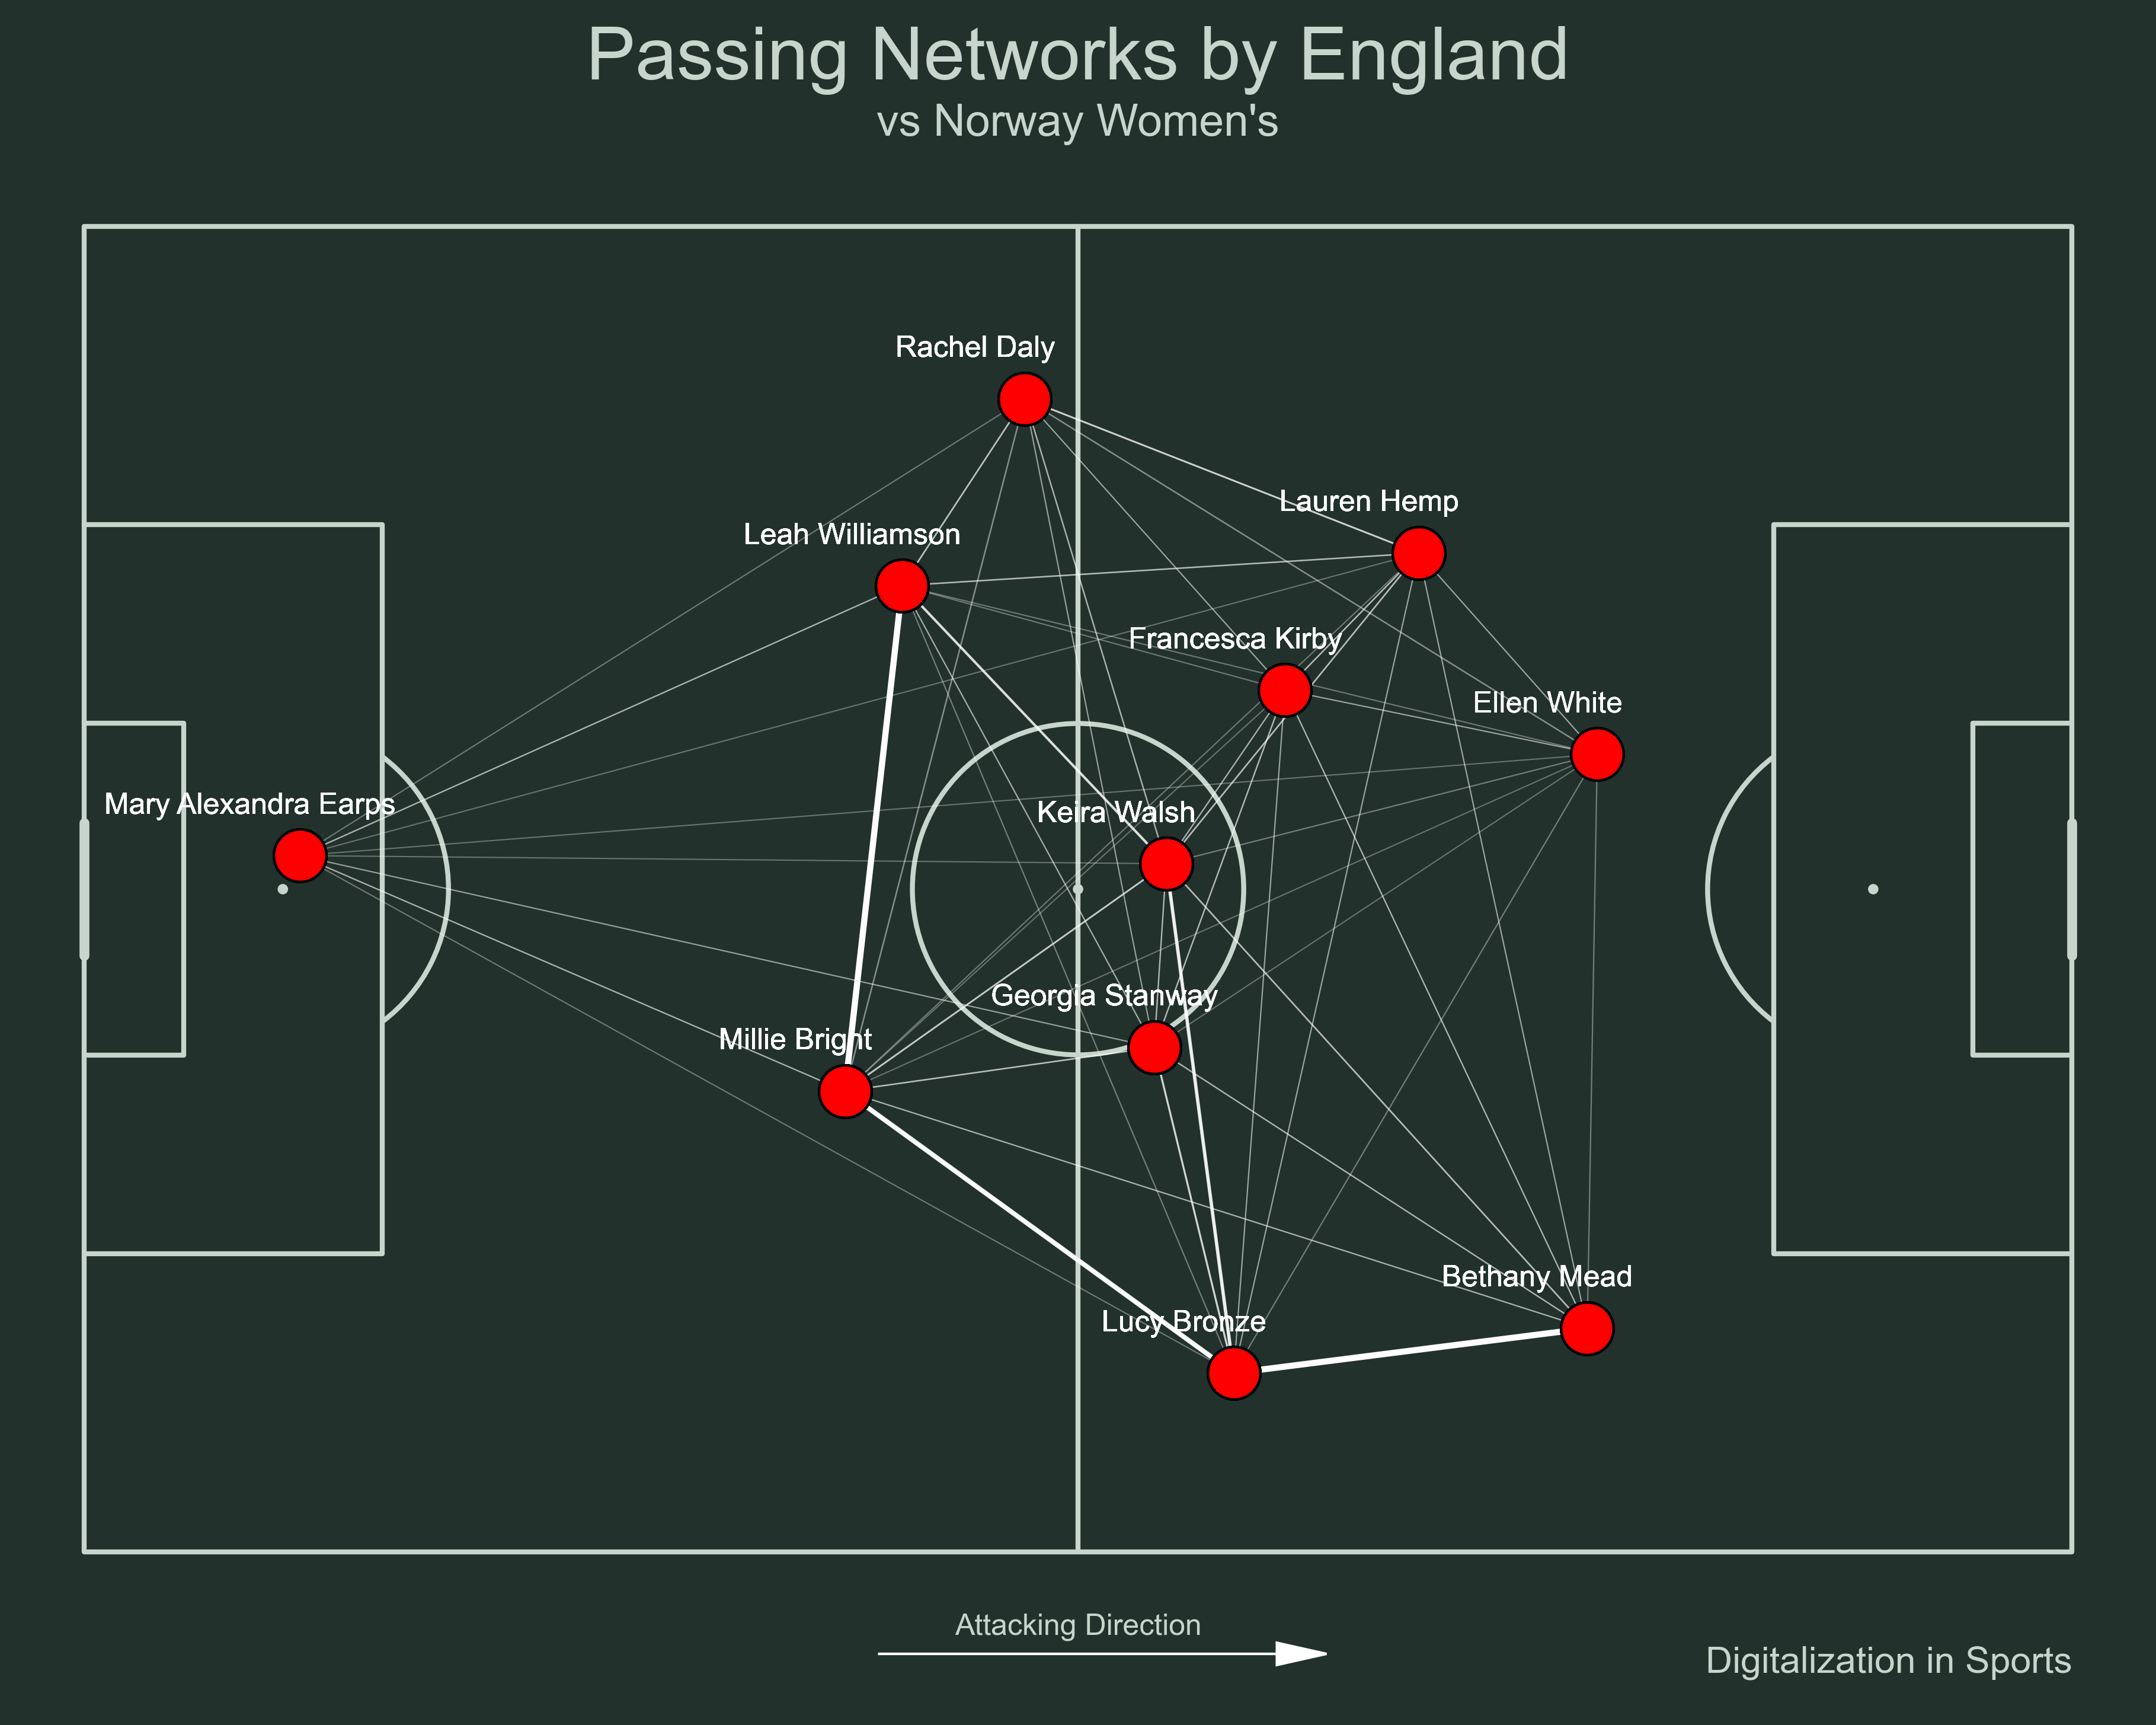 Passing Networks by England
vs Norway Women's
Rachel Daly
Lauren Hemp
Leah Williamson
Francesca Kirby
Ellen White
Mary Alexandra Earps
Keira Walsh
Georgia Stanway
Millie Bright
Bethany Mead
Lucy Bronze
Attacking Direction
Digitalization in Sports